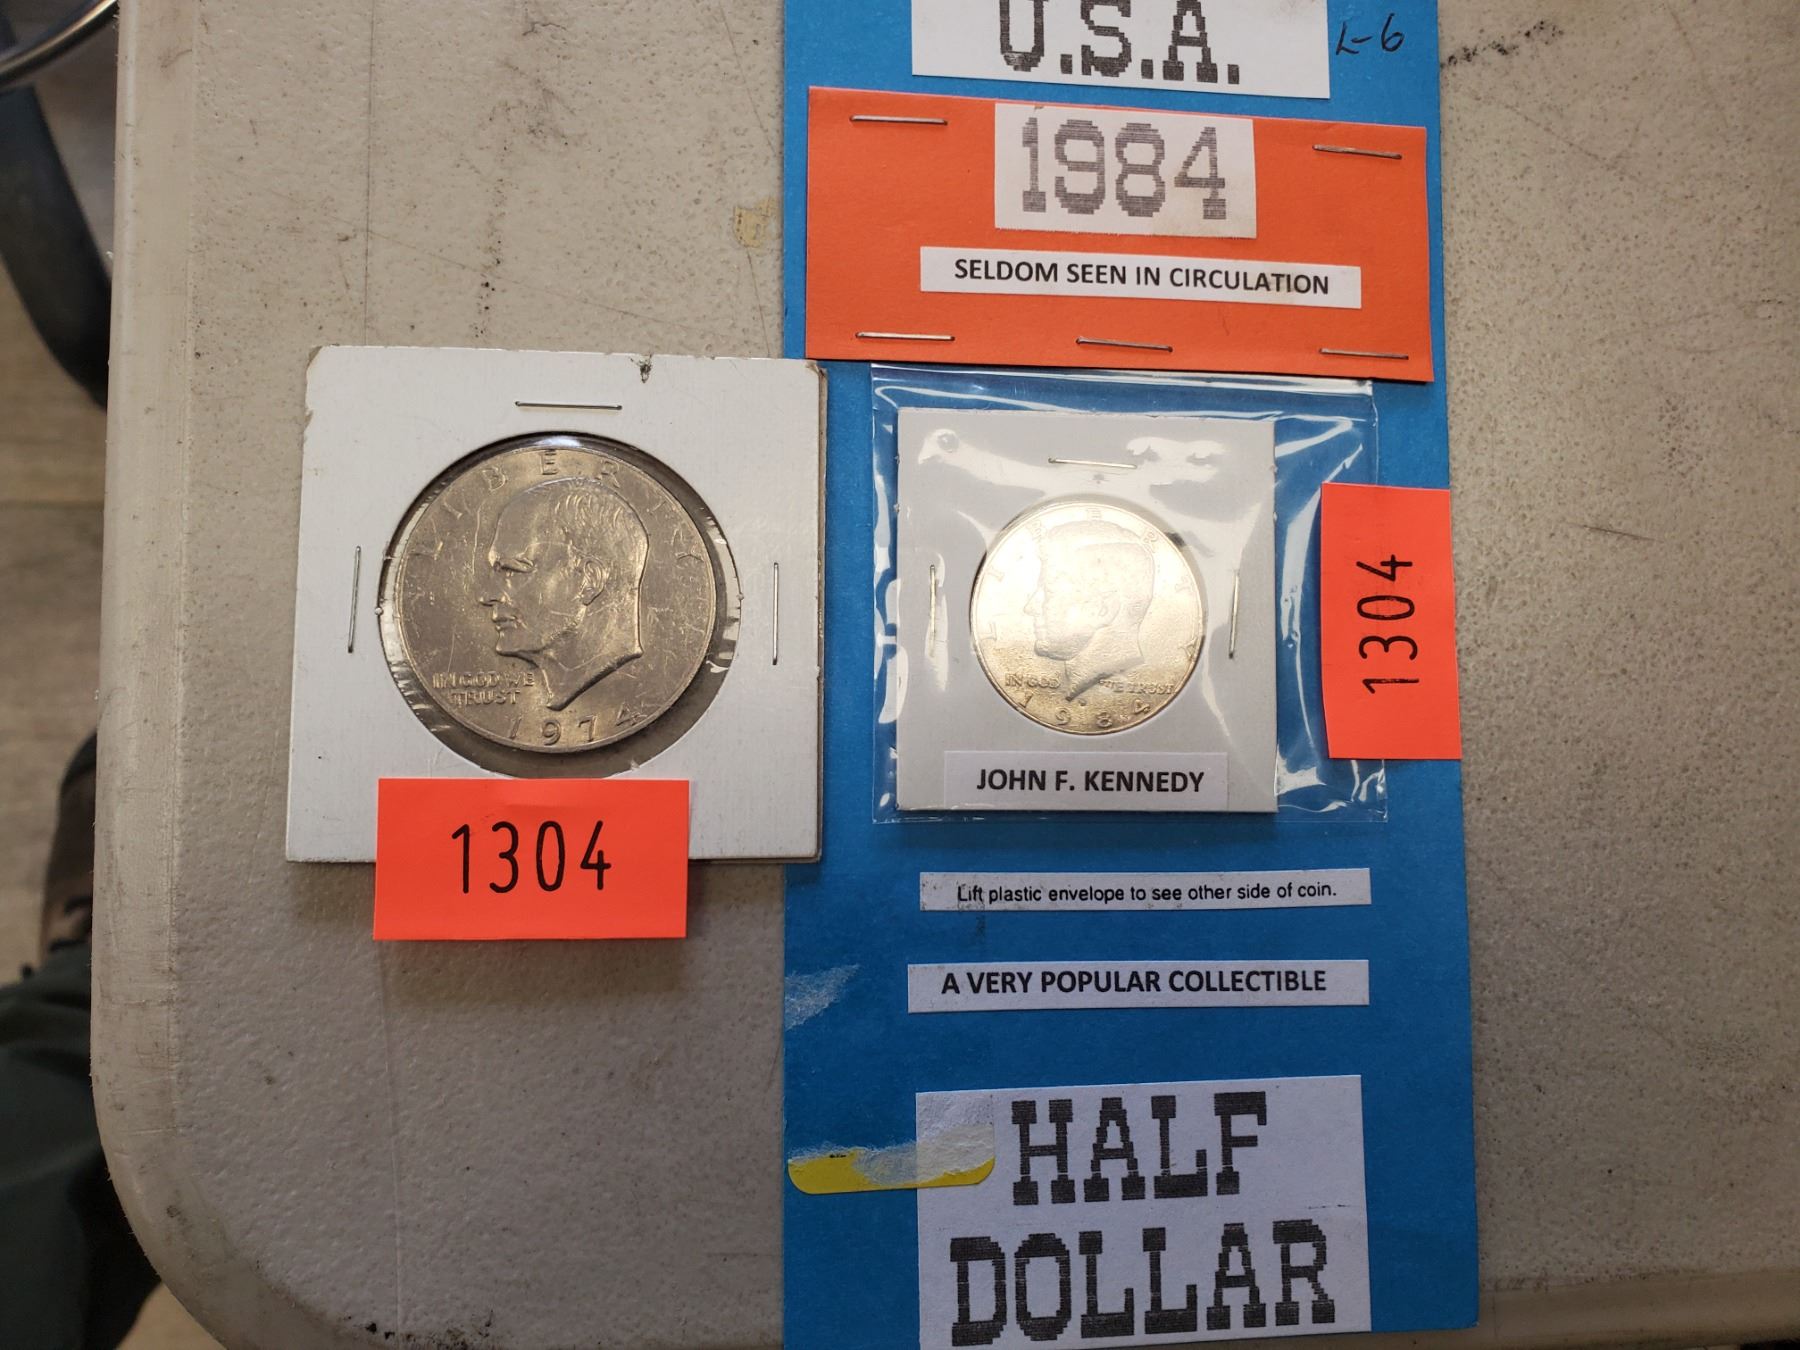 U.S.A.
L-6
1984
SELDOM SEEN IN CIRCULATION
LIBERTY
IN GOD WE
TRUST
1974
1304
LIBERTY
IN GOD WE TRUST
1984
JOHN F. KENNEDY
1304
Lift plastic envelope to see other side of coin.
A VERY POPULAR COLLECTIBLE
HALF
DOLLAR